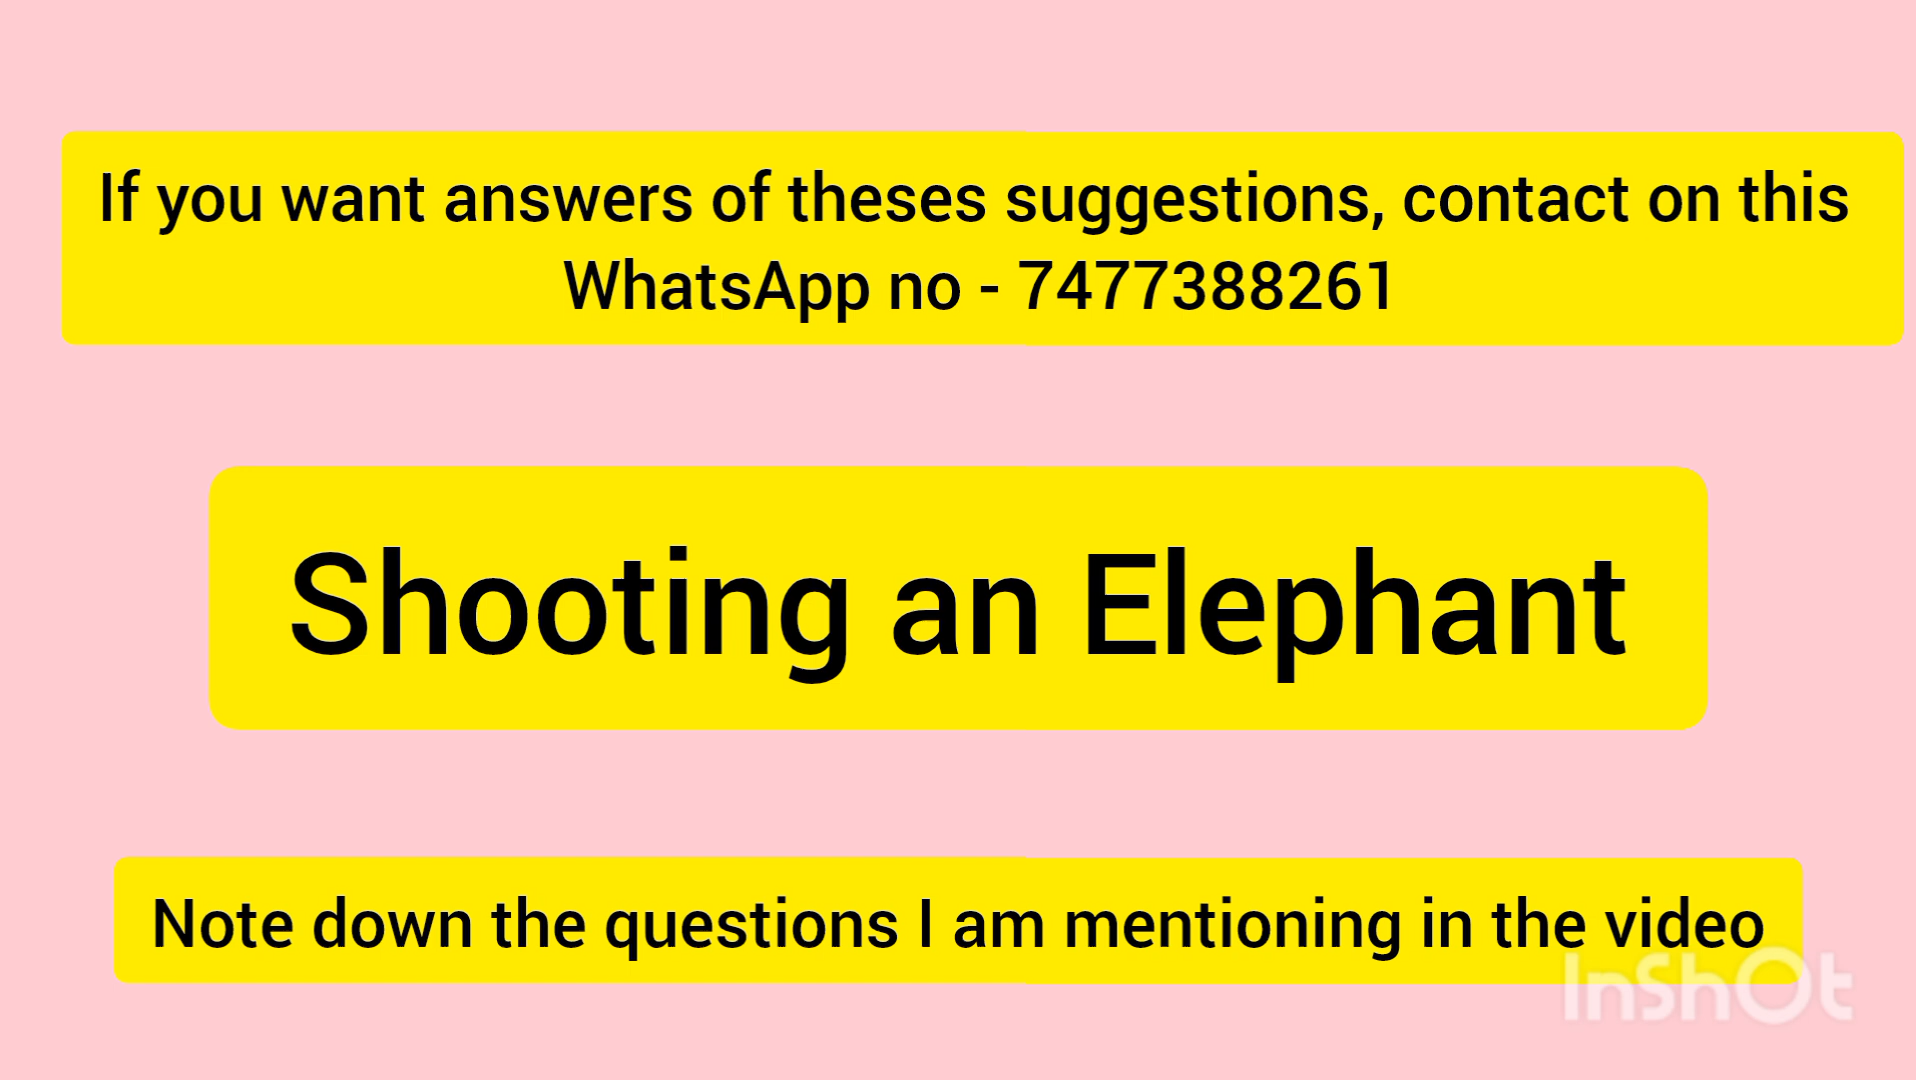 If you want answers of theses suggestions, contact on this
WhatsApp no - 7477388261
Shooting an Elephant
Note down the questions I am mentioning in the video
InShOt